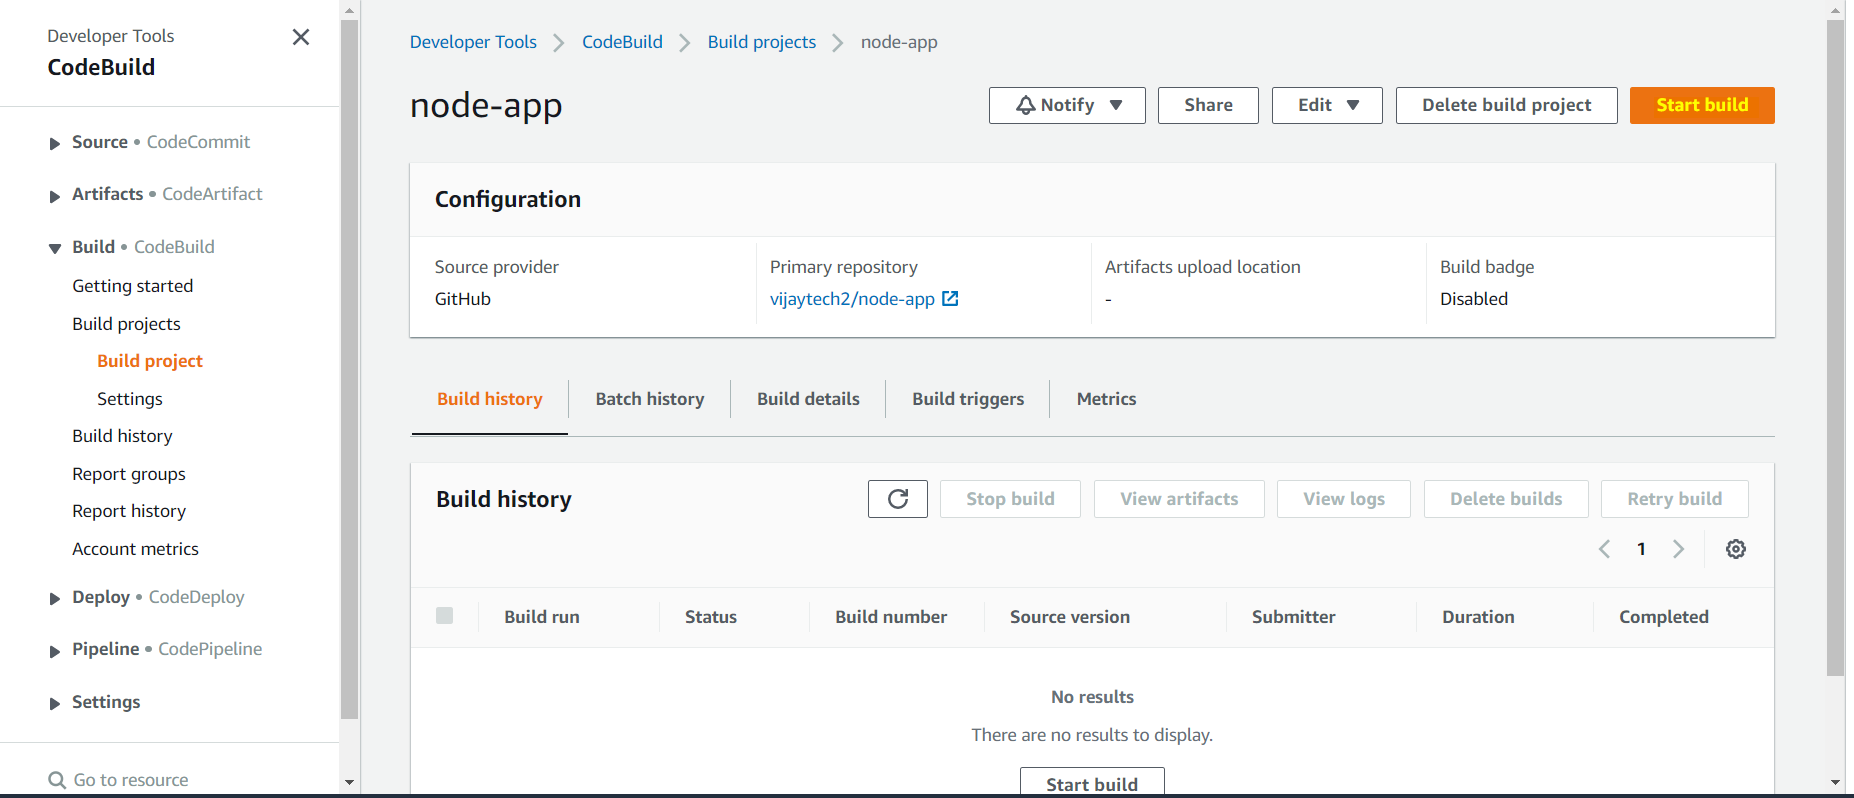 Developer Tools
CodeBuild
Source • CodeCommit
Artifacts • CodeArtifact
Build • CodeBuild
Getting started
Build projects
Build project
Settings
Build history
Report groups
Report history
Account metrics
Deploy • CodeDeploy
Pipeline • CodePipeline
Settings
Go to resource
Developer Tools > CodeBuild > Build projects > node-app
node-app
Notify Share Edit Delete build project Start build
Configuration
Source provider
GitHub
Primary repository
vijaytech2/node-app
Artifacts upload location
-
Build badge
Disabled
Build history Batch history Build details Build triggers Metrics
Build history
Stop build View artifacts View logs Delete builds Retry build
1
Build run Status Build number Source version Submitter Duration Completed
No results
There are no results to display.
Start build